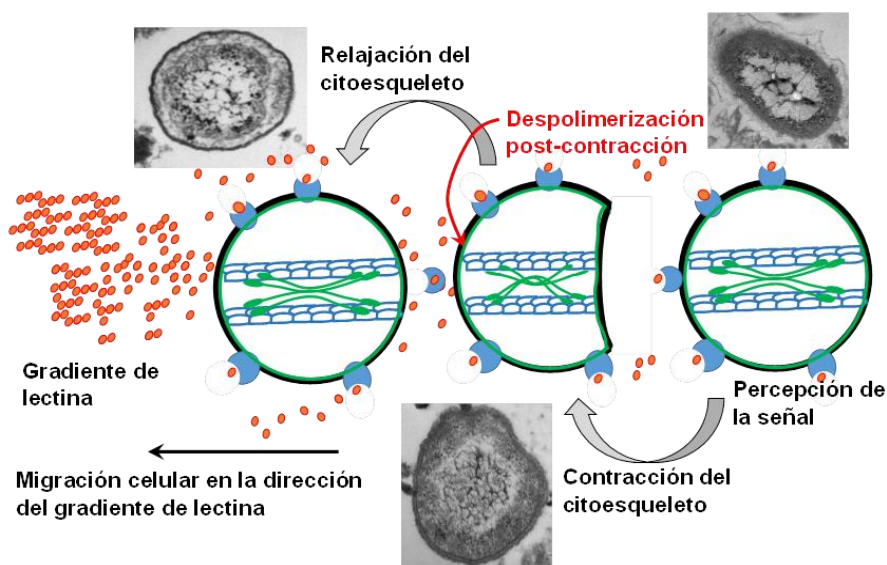 Relajación del
citoesqueleto
Despolimerización
post-contracción
Gradiente de
lectina
Percepción de
la señal
Migración celular en la dirección
del gradiente de lectina
Contracción del
citoesqueleto